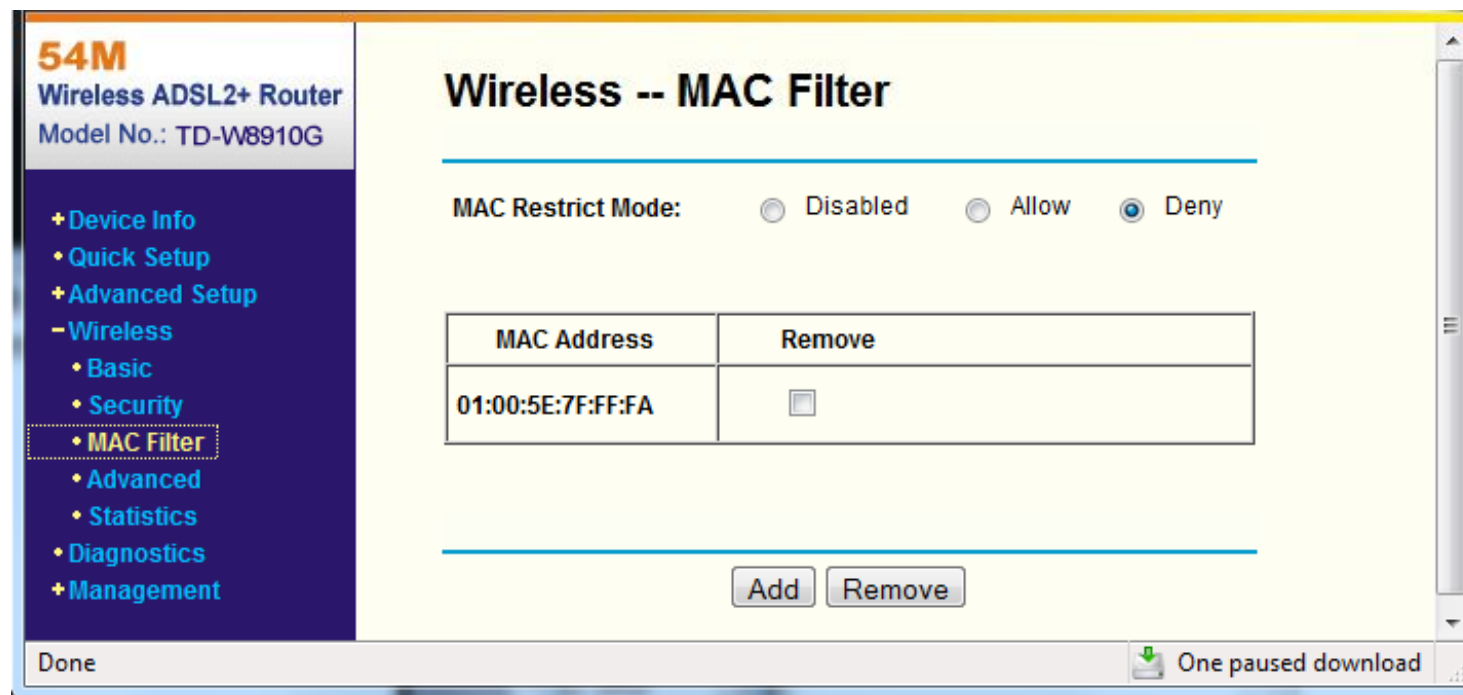 54M
Wireless ADSL2+ Router
Model No.: TD-W8910G
+Device Info
•Quick Setup
+Advanced Setup
-Wireless
•Basic
•Security
•MAC Filter
•Advanced
•Statistics
•Diagnostics
+Management
Wireless -- MAC Filter
MAC Restrict Mode: Disabled Allow Deny
MAC Address Remove
01:00:5E:7F:FF:FA
Add Remove
Done One paused download